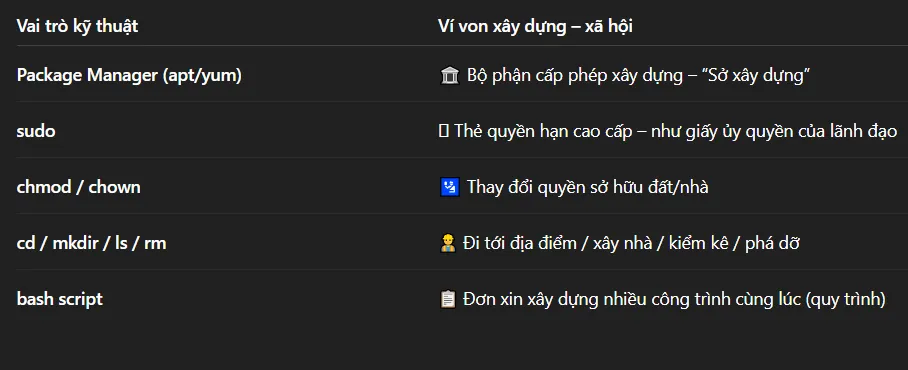 Vai trò kỹ thuật Ví von xây dựng – xã hội
Package Manager (apt/yum) 🏛️ Bộ phận cấp phép xây dựng – “Sở xây dựng”
sudo ▯ Thẻ quyền hạn cao cấp – như giấy ủy quyền của lãnh đạo
chmod / chown 🛂 Thay đổi quyền sở hữu đất/nhà
cd / mkdir / ls / rm 👷 Đi tới địa điểm / xây nhà / kiểm kê / phá dỡ
bash script 📋 Đơn xin xây dựng nhiều công trình cùng lúc (quy trình)